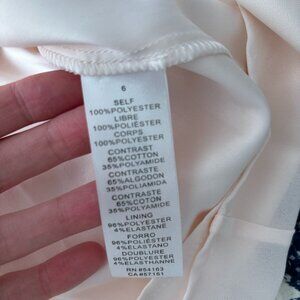 6
SELF
100%POLYESTER
LIBRE
100%POLIÉSTER
CORPS
100%POLYESTER
CONTRAST
65%COTTON
35%POLYAMIDE
CONTRASTE
65%ALGODON
35%POLIAMIDA
CONTRASTE
65%COTON
35%POLYAMIDE
LINING
96%POLYESTER
4%ELASTANE
FORRO
96%POLIÉSTER
4%ELASTANO
DOUBLURE
96%POLYESTER
4%ÉLASTHANNE
RN #54163
CA#57161